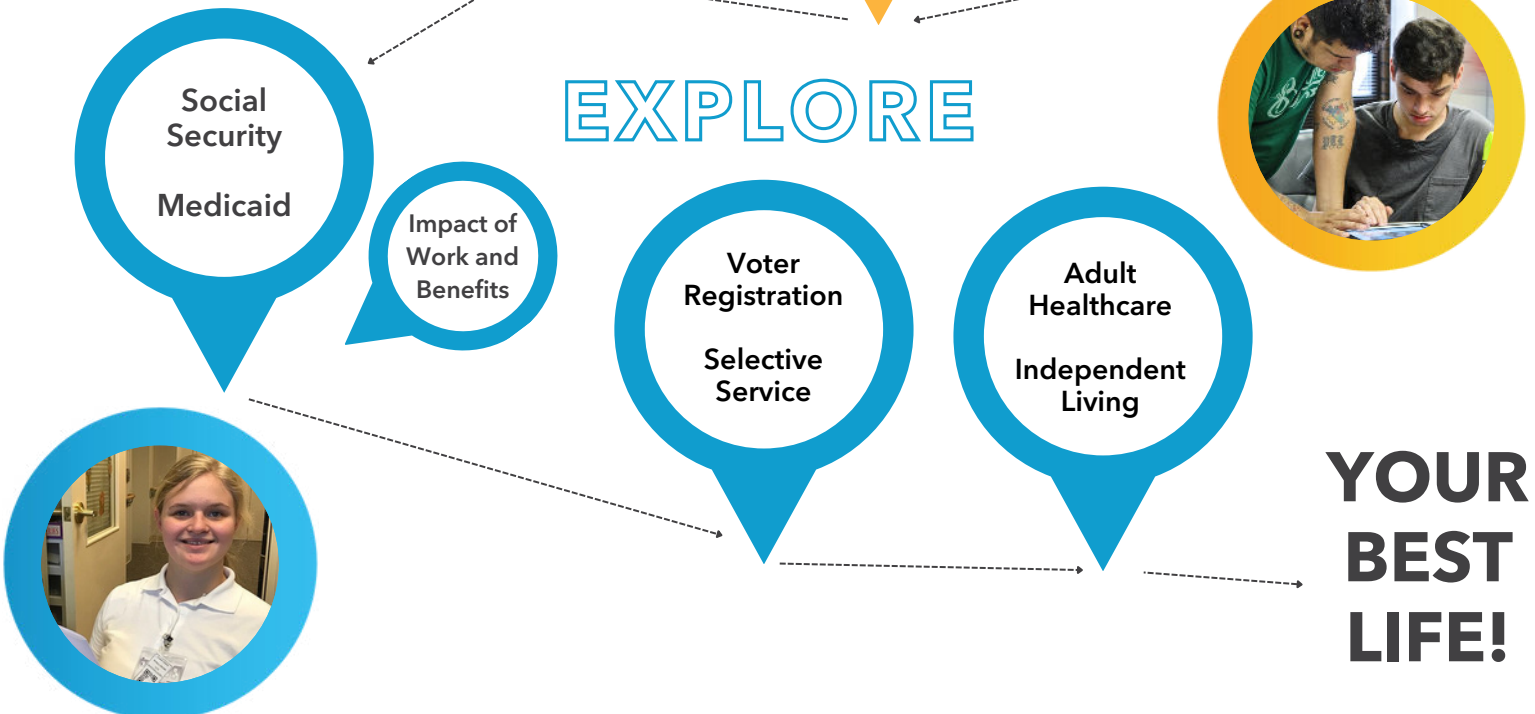 EXPLORE
Social
Security
Medicaid
Impact of
Work and
Benefits
Voter
Registration
Selective
Service
Adult
Healthcare
Independent
Living
YOUR
BEST
LIFE!